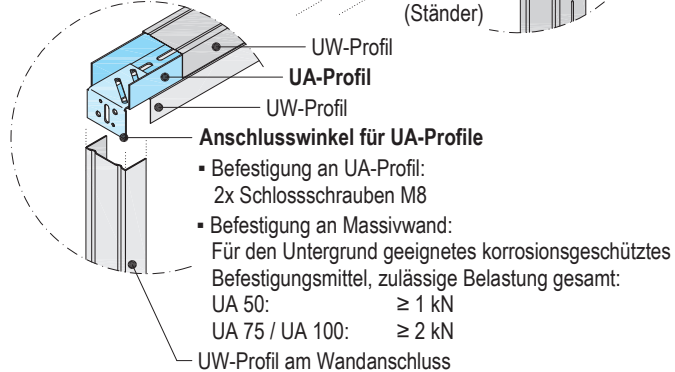 (Ständer)
UW-Profil
UA-Profil
UW-Profil
Anschlusswinkel für UA-Profile
▪ Befestigung an UA-Profil:
2x Schlossschrauben M8
▪ Befestigung an Massivwand:
Für den Untergrund geeignetes korrosionsgeschütztes
Befestigungsmittel, zulässige Belastung gesamt:
UA 50: ≥ 1 kN
UA 75 / UA 100: ≥ 2 kN
UW-Profil am Wandanschluss